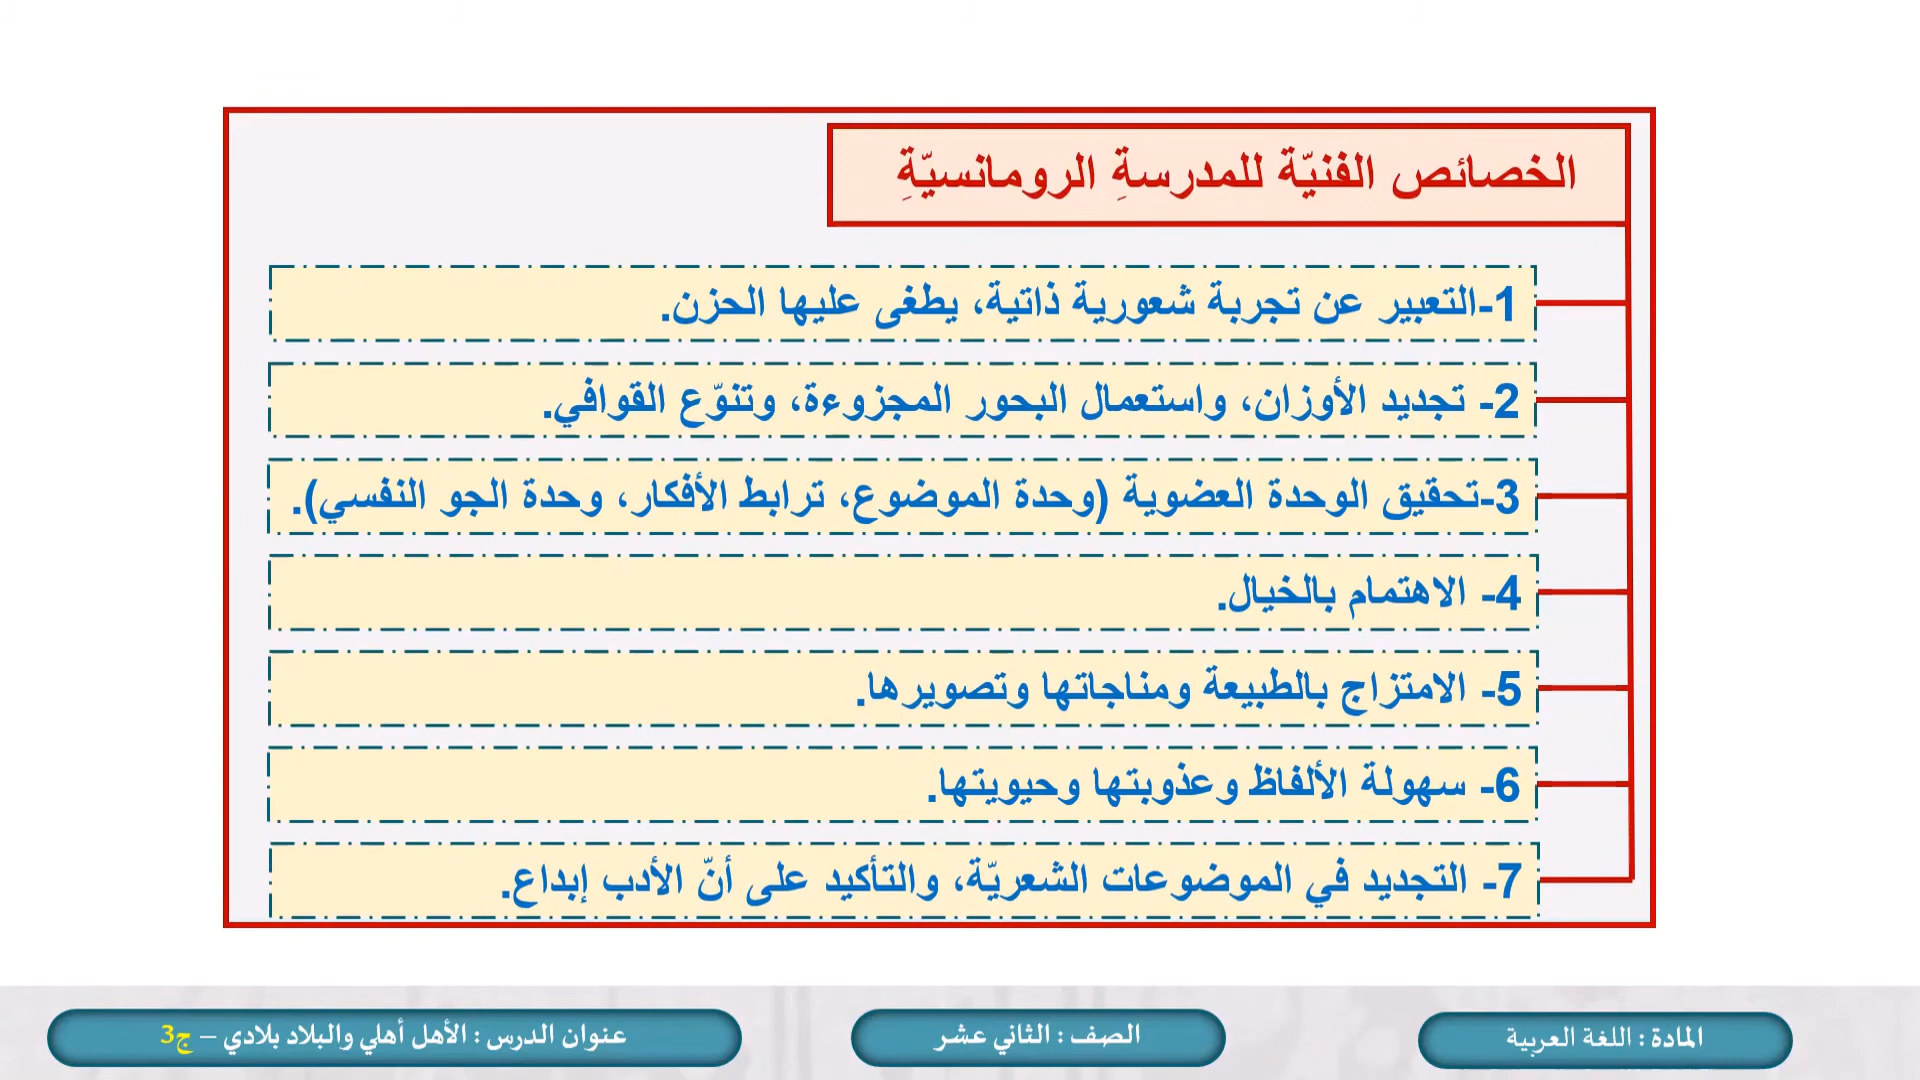 الخصائص الفنيّة للمدرسةِ الرومانسيّةِ
1-التعبير عن تجربة شعورية ذاتية، يطغى عليها الحزن.
2- تجديد الأوزان، واستعمال البحور المجزوءة، وتنوّع القوافي.
3-تحقيق الوحدة العضوية (وحدة الموضوع، ترابط الأفكار، وحدة الجو النفسي).
4- الاهتمام بالخيال.
5- الامتزاج بالطبيعة ومناجاتها وتصويرها.
6- سهولة الألفاظ وعذوبتها وحيويتها.
7- التجديد في الموضوعات الشعريّة، والتأكيد على أنّ الأدب إبداع.
المادة : اللغة العربية
الصف : الثاني عشر
عنوان الدرس : الأهل أهلي والبلاد بلادي – ج3